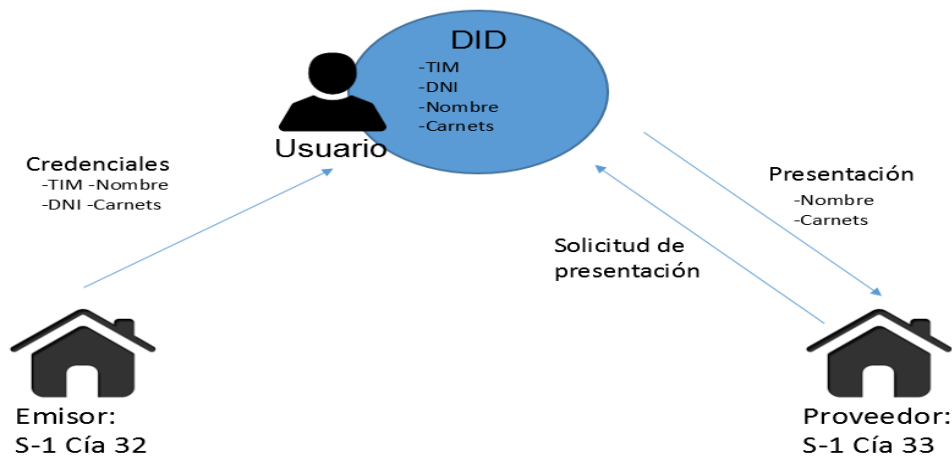 DID
-TIM
-DNI
-Nombre
-Carnets
Usuario
Credenciales
-TIM -Nombre
-DNI -Carnets
Presentación
-Nombre
-Carnets
Solicitud de
presentación
Emisor:
S-1 Cía 32
Proveedor:
S-1 Cía 33